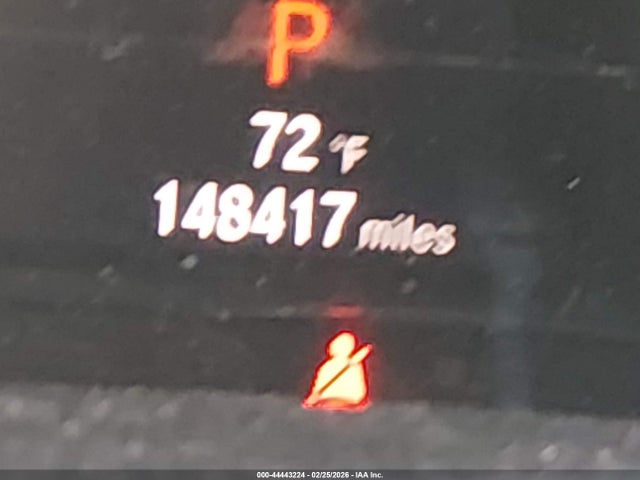 P
72 °F
148417 miles
000-44443224 - 02/25/2026 - IAA Inc.